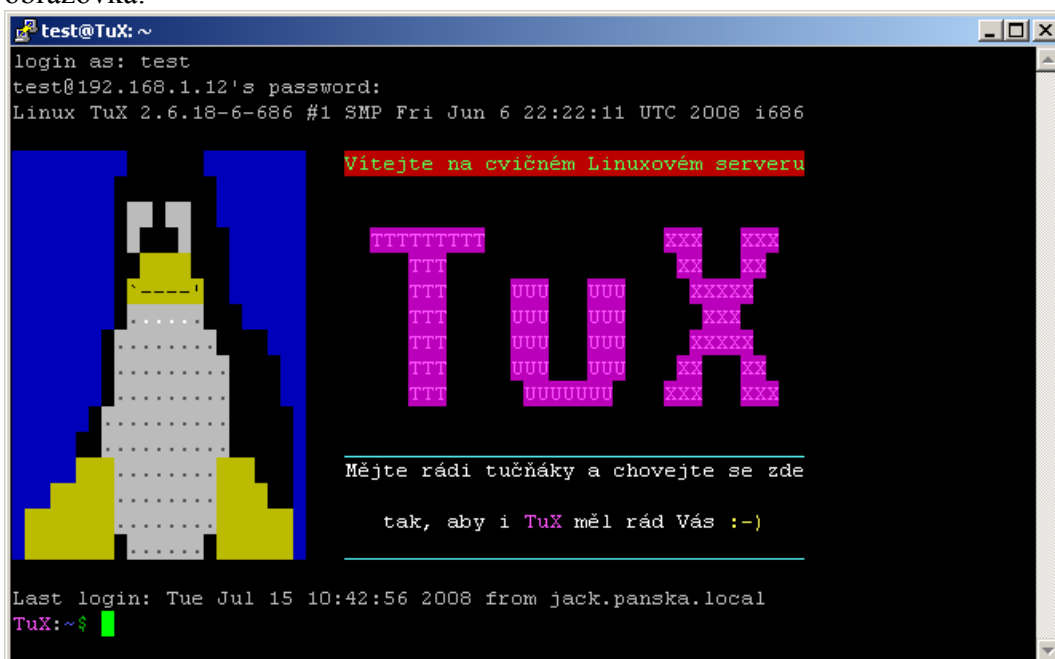 obrazovka:
test@TuX: ~
login as: test
test@192.168.1.12's password:
Linux TuX 2.6.18-6-686 #1 SMP Fri Jun 6 22:22:11 UTC 2008 i686
Vítejte na cvičném Linuxovém serveru
TTTTTTTTT XXX XXX
TTT XX XX
TTT UUU UUU XXXXX
TTT UUU UUU XXX
TTT UUU UUU XXXXX
TTT UUU UUU XX XX
TTT UUUUUUU XXX XXX
Mějte rádi tučňáky a chovejte se zde
tak, aby i TuX měl rád Vás :-)
Last login: Tue Jul 15 10:42:56 2008 from jack.panska.local
TuX:~$